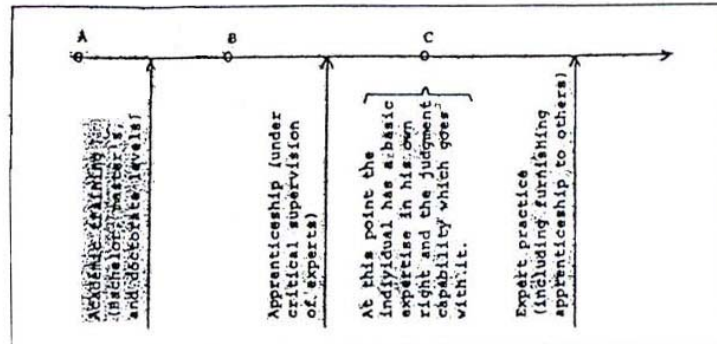 A
B
C
Academic training
(Bachelor's, master's,
and doctorate levels)
Apprenticeship (under
critical supervision
of experts)
At this point the
individual has a basic
expertise in his own
right and the judgment
capability which goes
with it.
Expert practice
(including furnishing
apprenticeship to others)